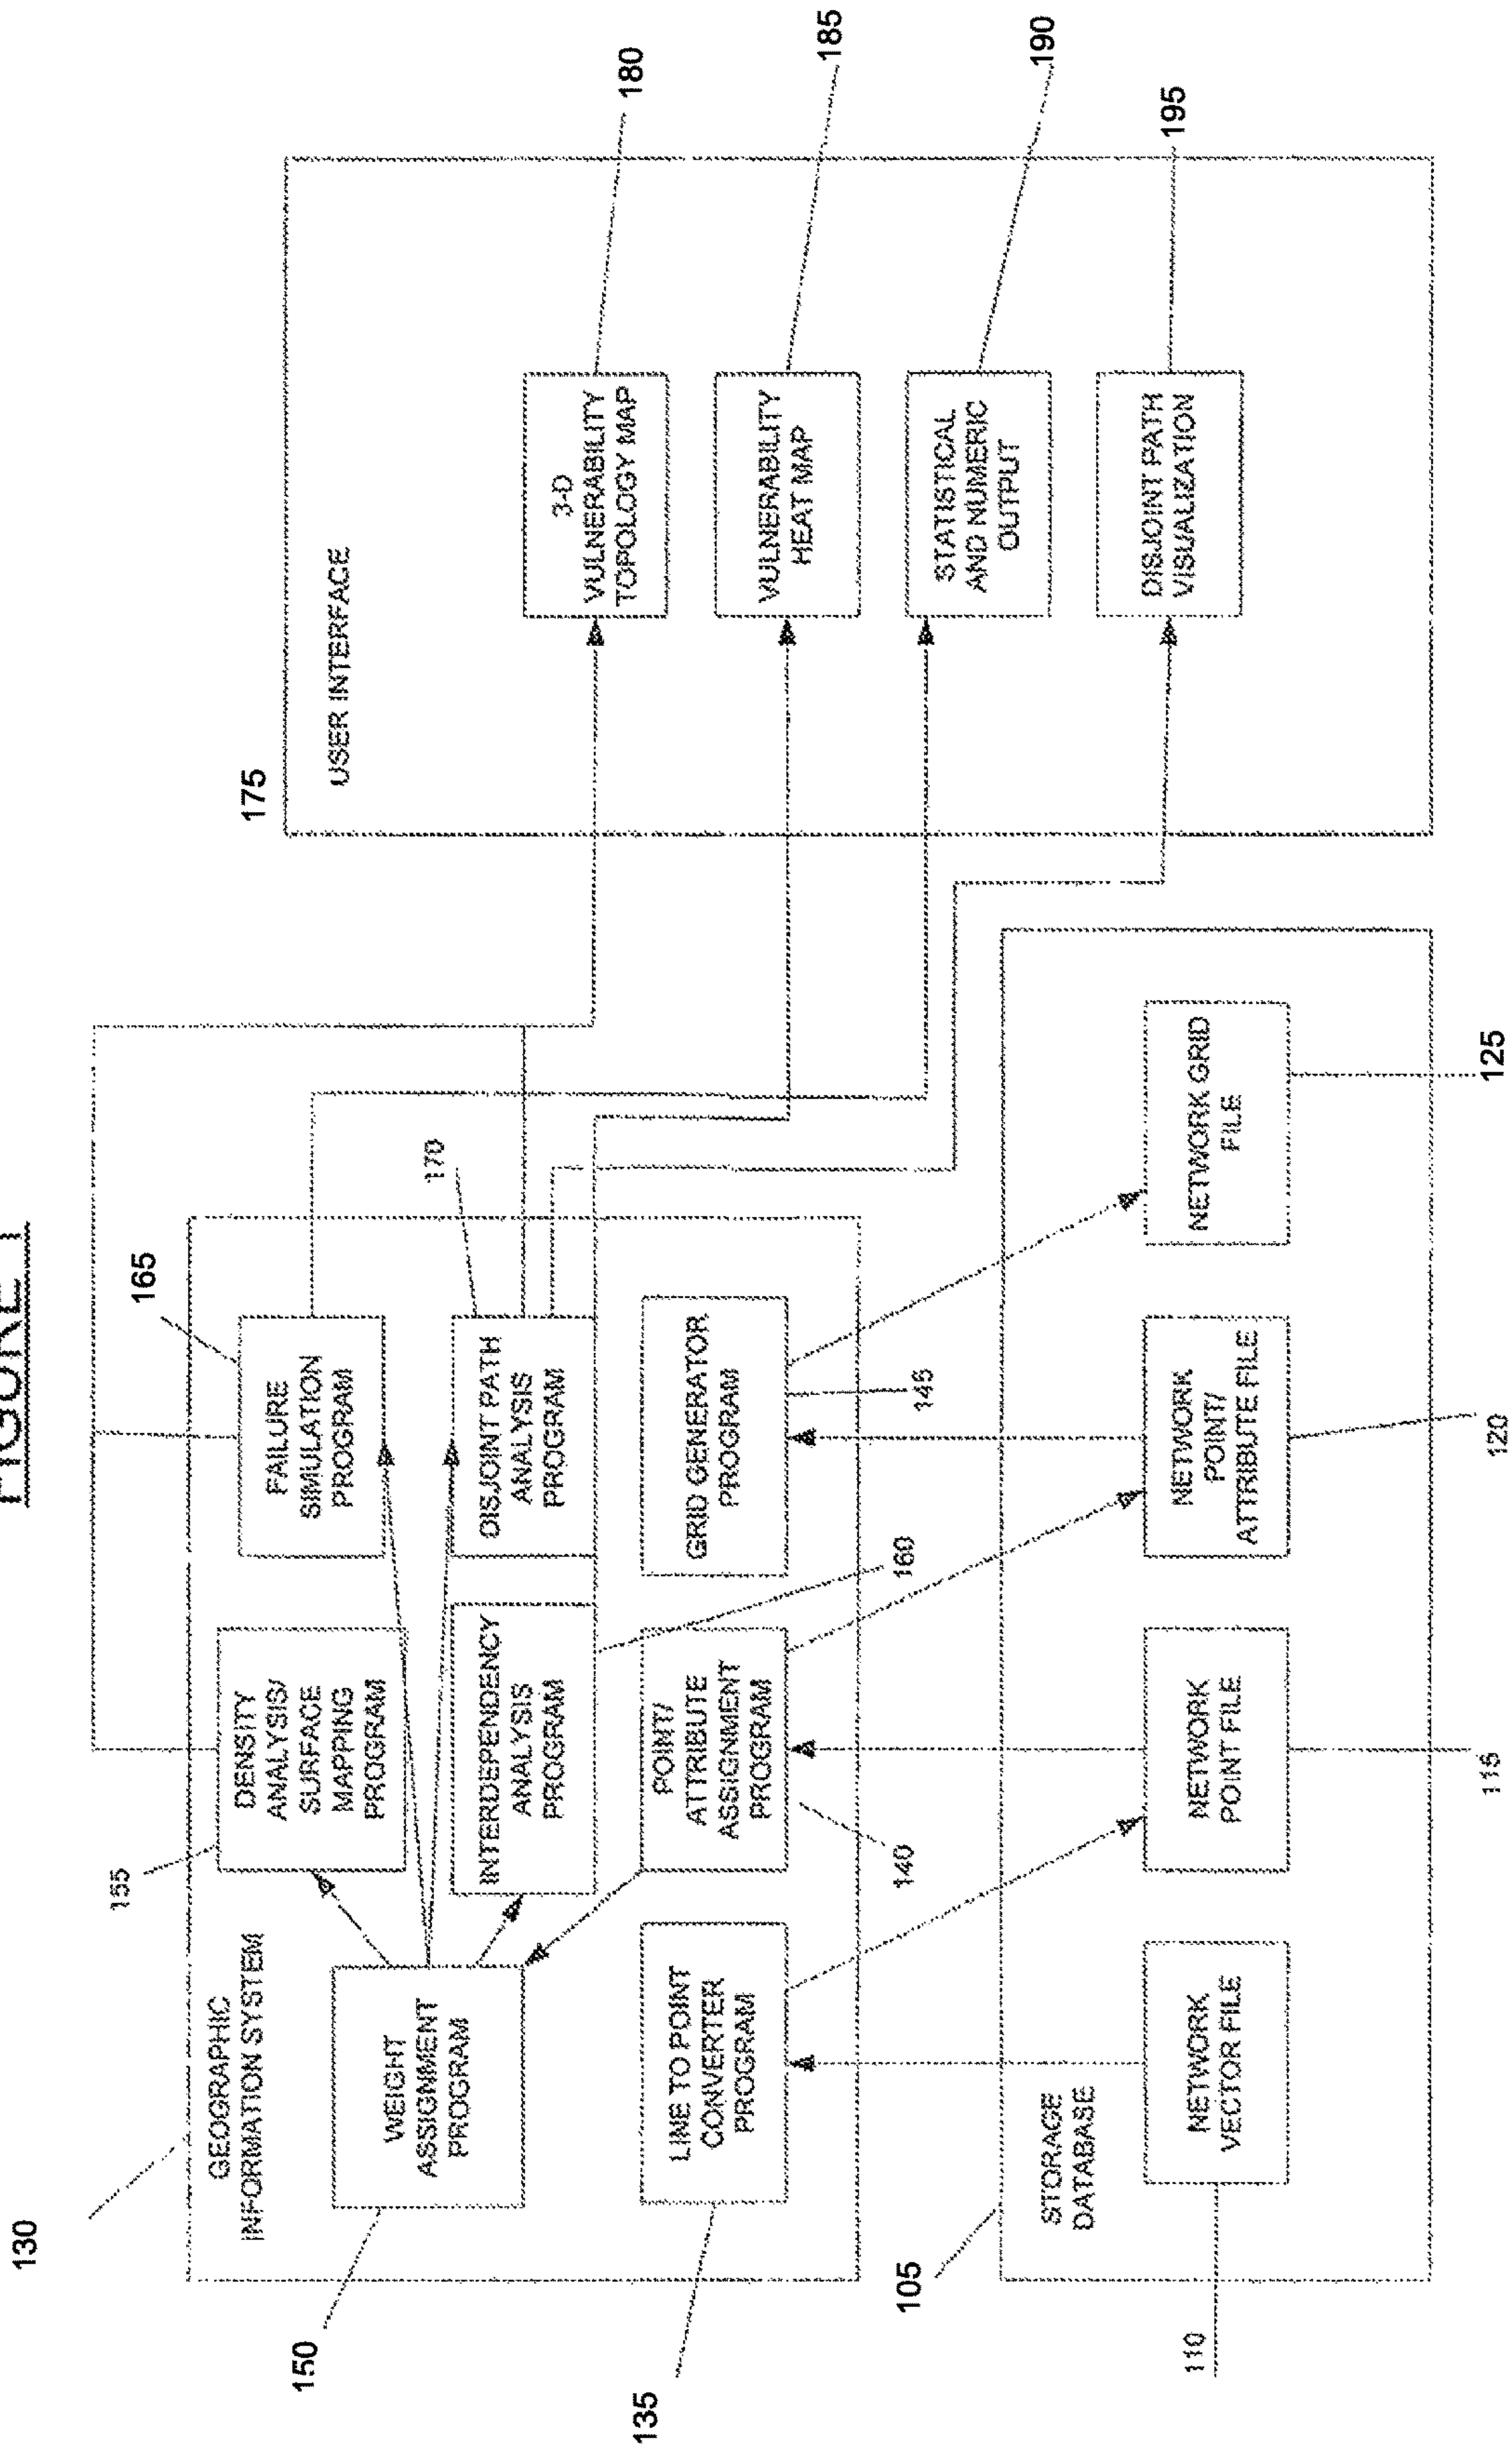 FIGURE 1
130
GEOGRAPHIC
INFORMATION SYSTEM
155
DENSITY
ANALYSIS/
SURFACE
MAPPING
PROGRAM
165
FAILURE
SIMULATION
PROGRAM
150
WEIGHT
ASSIGNMENT
PROGRAM
INTERDEPENDENCY
ANALYSIS
PROGRAM
160
170
DISJOINT PATH
ANALYSIS
PROGRAM
135
LINE TO POINT
CONVERTER
PROGRAM
POINT/
ATTRIBUTE
ASSIGNMENT
PROGRAM
140
GRID GENERATOR
PROGRAM
145
105
STORAGE
DATABASE
110
NETWORK
VECTOR FILE
NETWORK
POINT FILE
115
NETWORK
POINT/
ATTRIBUTE FILE
120
NETWORK GRID
FILE
125
175
USER INTERFACE
3-D
VULNERABILITY
TOPOLOGY MAP
180
VULNERABILITY
HEAT MAP
185
STATISTICAL
AND NUMERIC
OUTPUT
190
DISJOINT PATH
VISUALIZATION
195